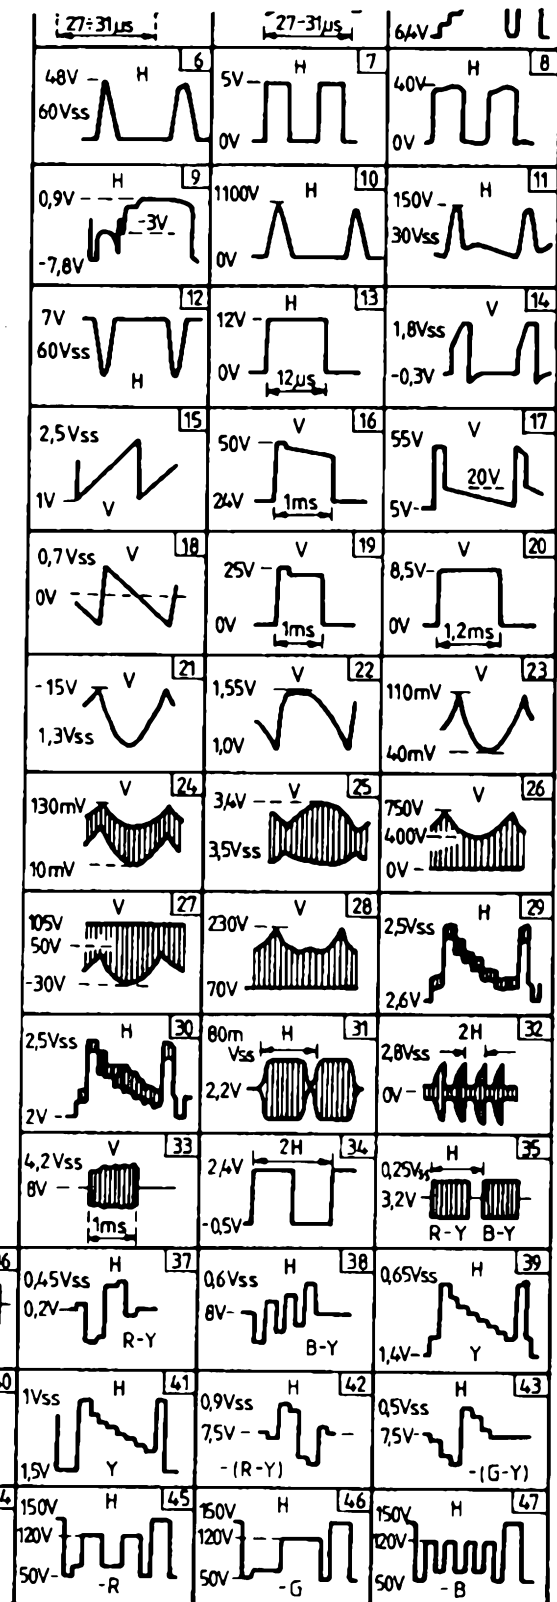 27÷31µs
27-31µs
6,4V
6
48V
H
60Vss
7
5V
H
0V
8
40V
H
0V
9
H
0,9V
-3V
-7,8V
10
1100V
H
0V
11
150V
H
30Vss
12
7V
60Vss
H
13
H
12V
0V
12µs
14
V
1,8Vss
-0,3V
15
2,5Vss
1V
V
16
V
50V
24V
1ms
17
V
55V
20V
5V-
18
0,7Vss
V
0V
19
V
25V
0V
1ms
20
V
8,5V-
0V
1,2ms
21
-15V
V
1,3Vss
22
V
1,55V
1,0V
23
V
110mV
40mV
24
V
130mV
10mV
25
V
3,4V
3,5Vss
26
V
750V
400V
0V
27
V
105V
50V
-30V
28
V
230V
70V
29
H
2,5Vss
2,6V
30
H
2,5Vss
2V
31
80m
Vss
H
2,2V
32
2H
2,8Vss
0V
33
V
4,2Vss
8V
1ms
34
2H
2,4V
-0,5V
35
H
0,25Vss
3,2V
R-Y B-Y
37
H
0,45Vss
0,2V
R-Y
38
H
0,6Vss
8V-
B-Y
39
H
0,65Vss
1,4V-
Y
41
H
1Vss
1,5V
Y
42
H
0,9Vss
7,5V-
-(R-Y)
43
H
0,5Vss
7,5V-
-(G-Y)
45
150V
H
120V
50V-
-R
46
150V
H
120V
50V
-G
47
150V
H
120V
50V
-B